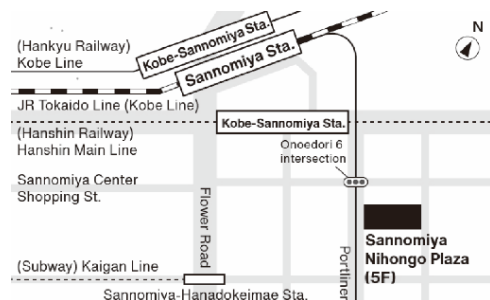 N
(Hankyu Railway)
Kobe Line
Kobe-Sannomiya Sta.
Sannomiya Sta.
JR Tokaido Line (Kobe Line)
Kobe-Sannomiya Sta.
(Hanshin Railway)
Hanshin Main Line
Onoedori 6
intersection
Sannomiya Center
Shopping St.
Flower Road
Sannomiya
Nihongo Plaza
(5F)
Portliner
(Subway) Kaigan Line
Sannomiya-Hanadokeimae Sta.